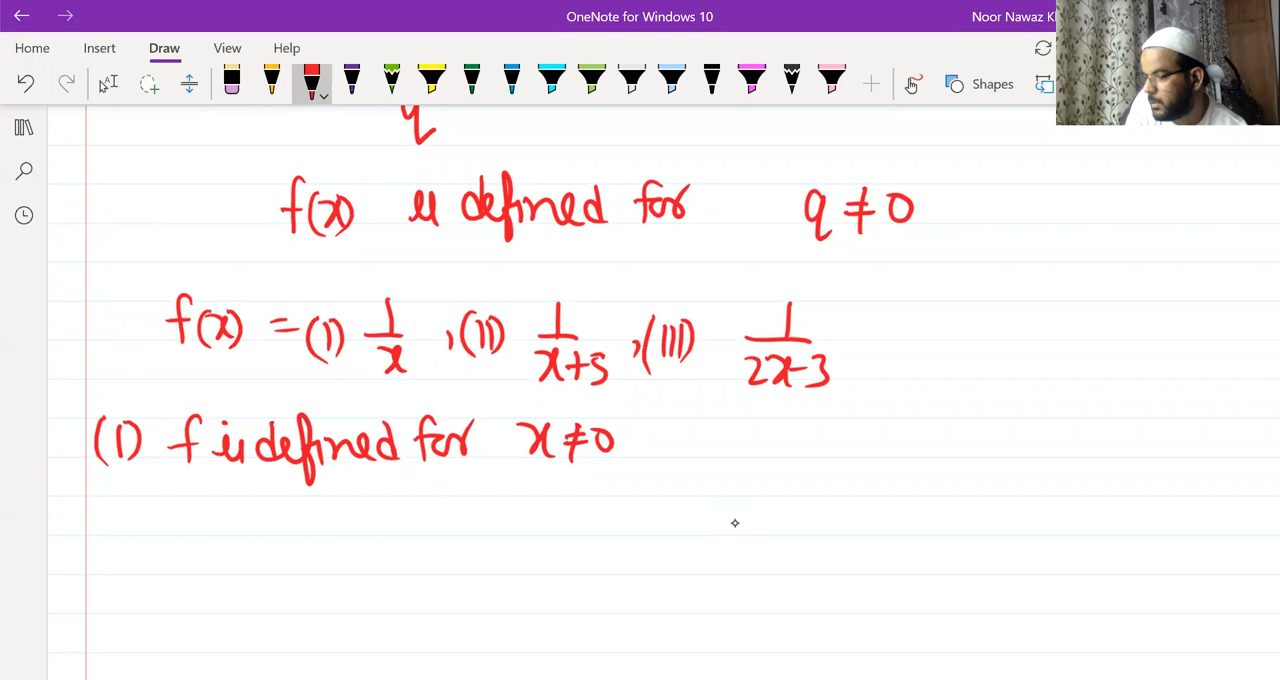 OneNote for Windows 10
Noor Nawaz Kh
Home Insert Draw View Help
Shapes
q
f(x) is defined for q ≠ 0
f(x) = (I) 1/x , (II) 1/(x+5) , (III) 1/(2x-3)
(I) f is defined for x ≠ 0